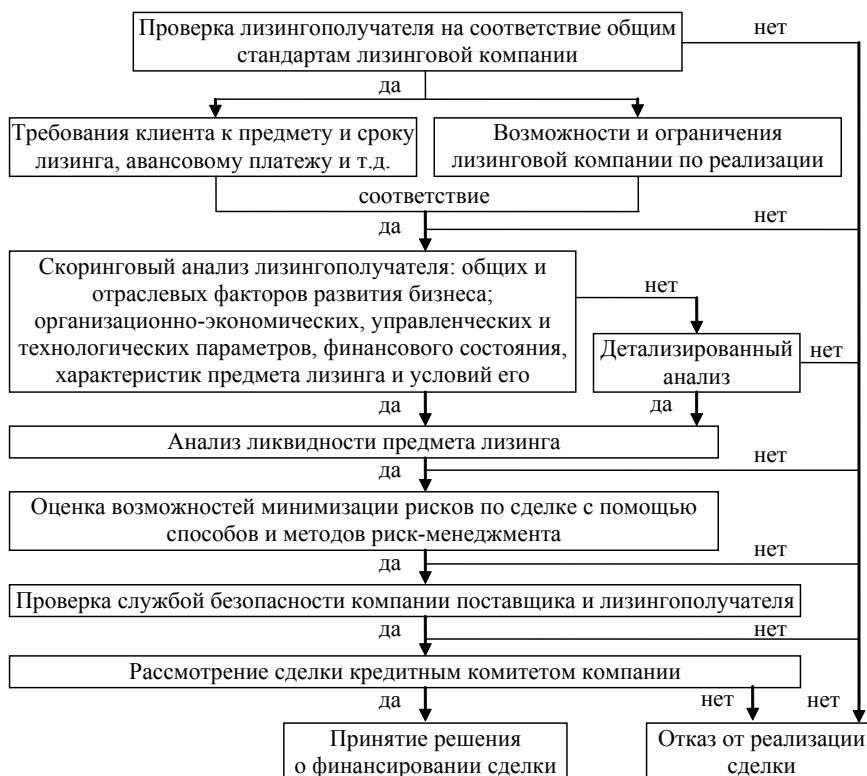 Проверка лизингополучателя на соответствие общим
стандартам лизинговой компании
нет
да
Требования клиента к предмету и сроку
лизинга, авансовому платежу и т.д.
Возможности и ограничения
лизинговой компании по реализации
соответствие
да
нет
Скоринговый анализ лизингополучателя: общих и
отраслевых факторов развития бизнеса;
организационно-экономических, управленческих и
технологических параметров, финансового состояния,
характеристик предмета лизинга и условий его
нет
Детализированный
анализ
нет
да
да
Анализ ликвидности предмета лизинга
да
нет
Оценка возможностей минимизации рисков по сделке с помощью
способов и методов риск-менеджмента
да
нет
Проверка службой безопасности компании поставщика и лизингополучателя
да
нет
Рассмотрение сделки кредитным комитетом компании
да
нет
нет
Принятие решения
о финансировании сделки
Отказ от реализации
сделки